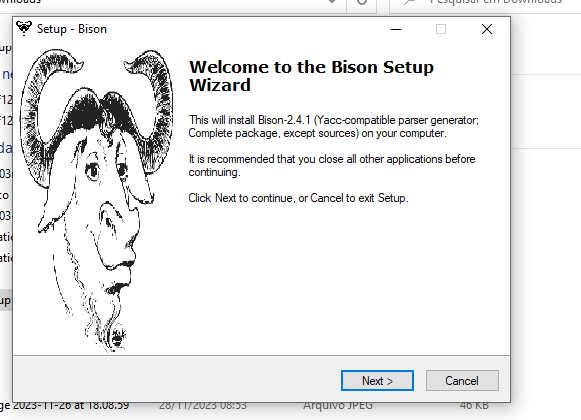 Pesquisar em Downloads
Setup - Bison
Welcome to the Bison Setup
Wizard
This will install Bison-2.4.1 (Yacc-compatible parser generator;
Complete package, except sources) on your computer.
It is recommended that you close all other applications before
continuing.
Click Next to continue, or Cancel to exit Setup.
Next >
Cancel
2023-11-26 at 18.08.59
28/11/2023 08:53
Arquivo JPEG
46 KB